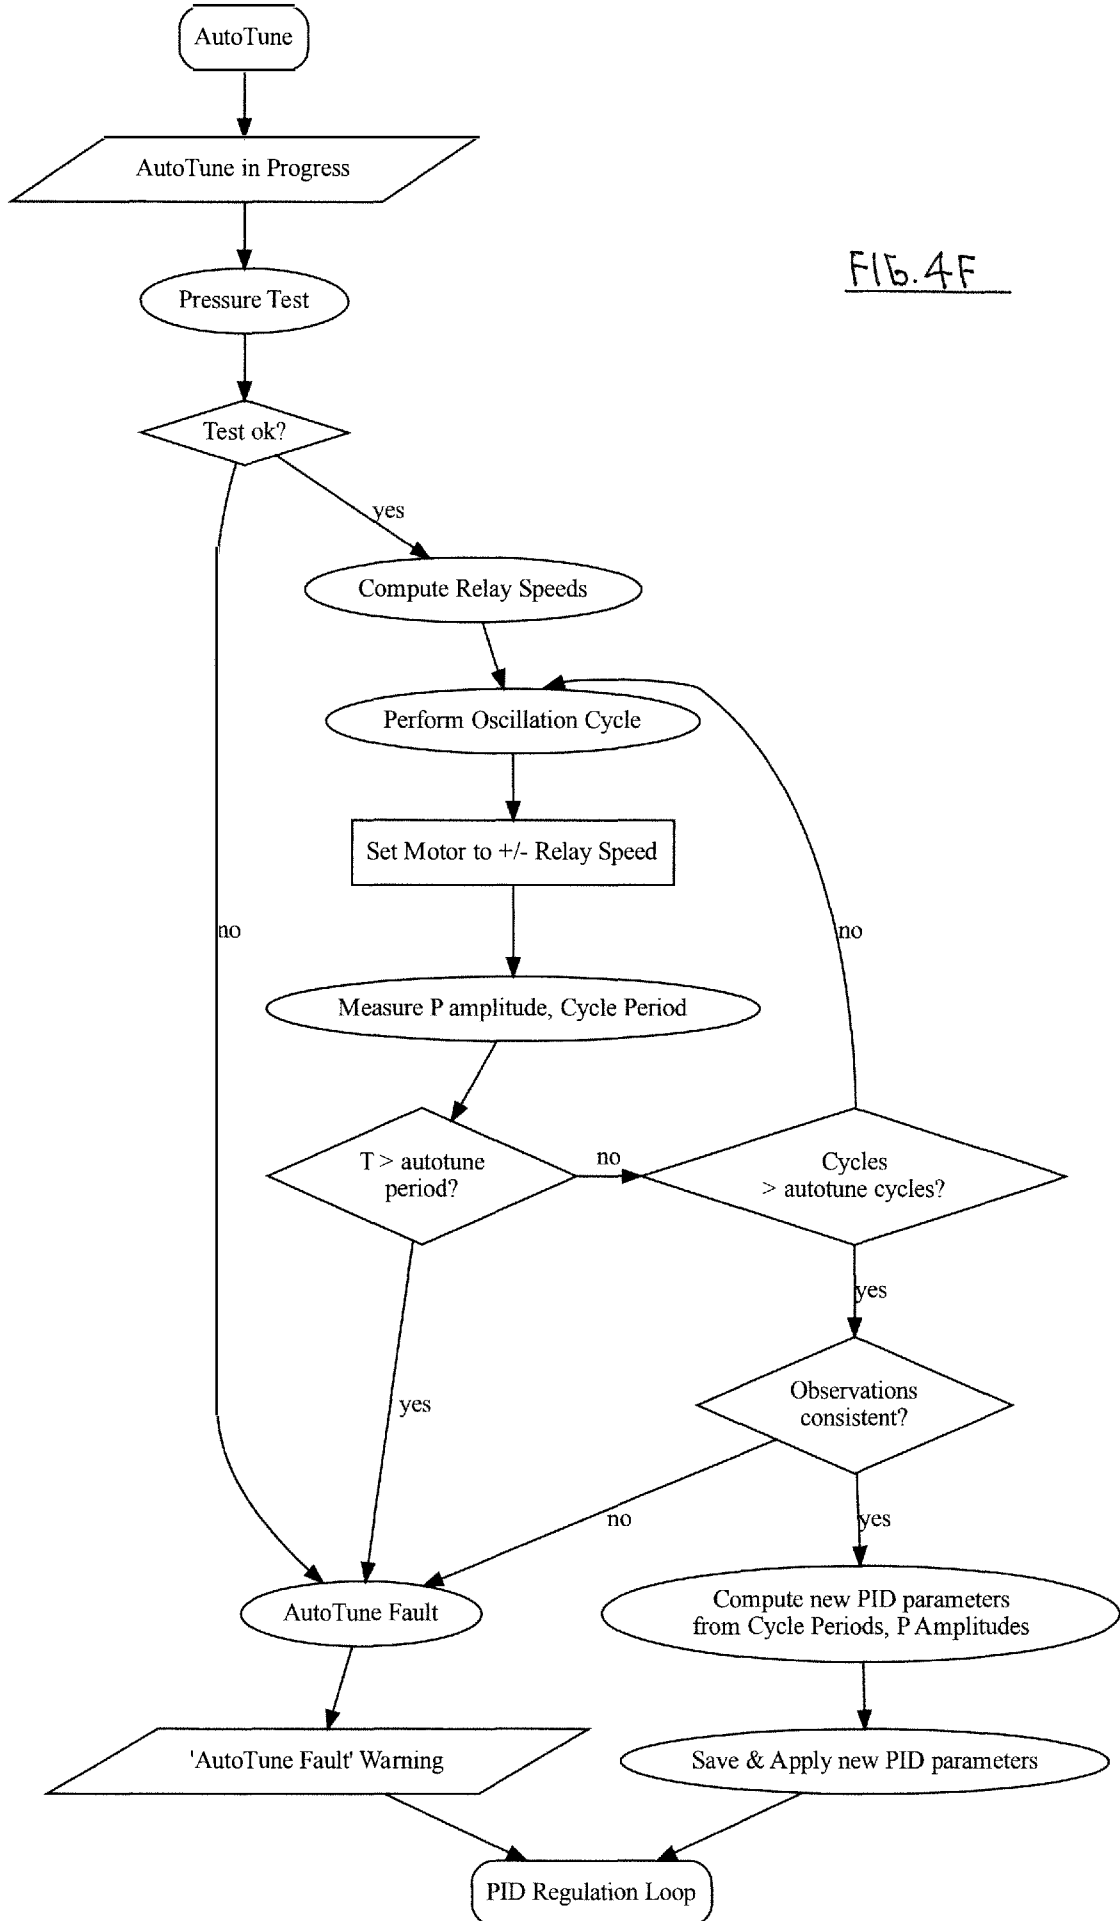 AutoTune
AutoTune in Progress
FIG. 4F
Pressure Test
Test ok?
yes
Compute Relay Speeds
Perform Oscillation Cycle
Set Motor to +/- Relay Speed
no
no
Measure P amplitude, Cycle Period
T > autotune
period?
no
Cycles
> autotune cycles?
yes
yes
Observations
consistent?
no
yes
AutoTune Fault
Compute new PID parameters
from Cycle Periods, P Amplitudes
'AutoTune Fault' Warning
Save & Apply new PID parameters
PID Regulation Loop